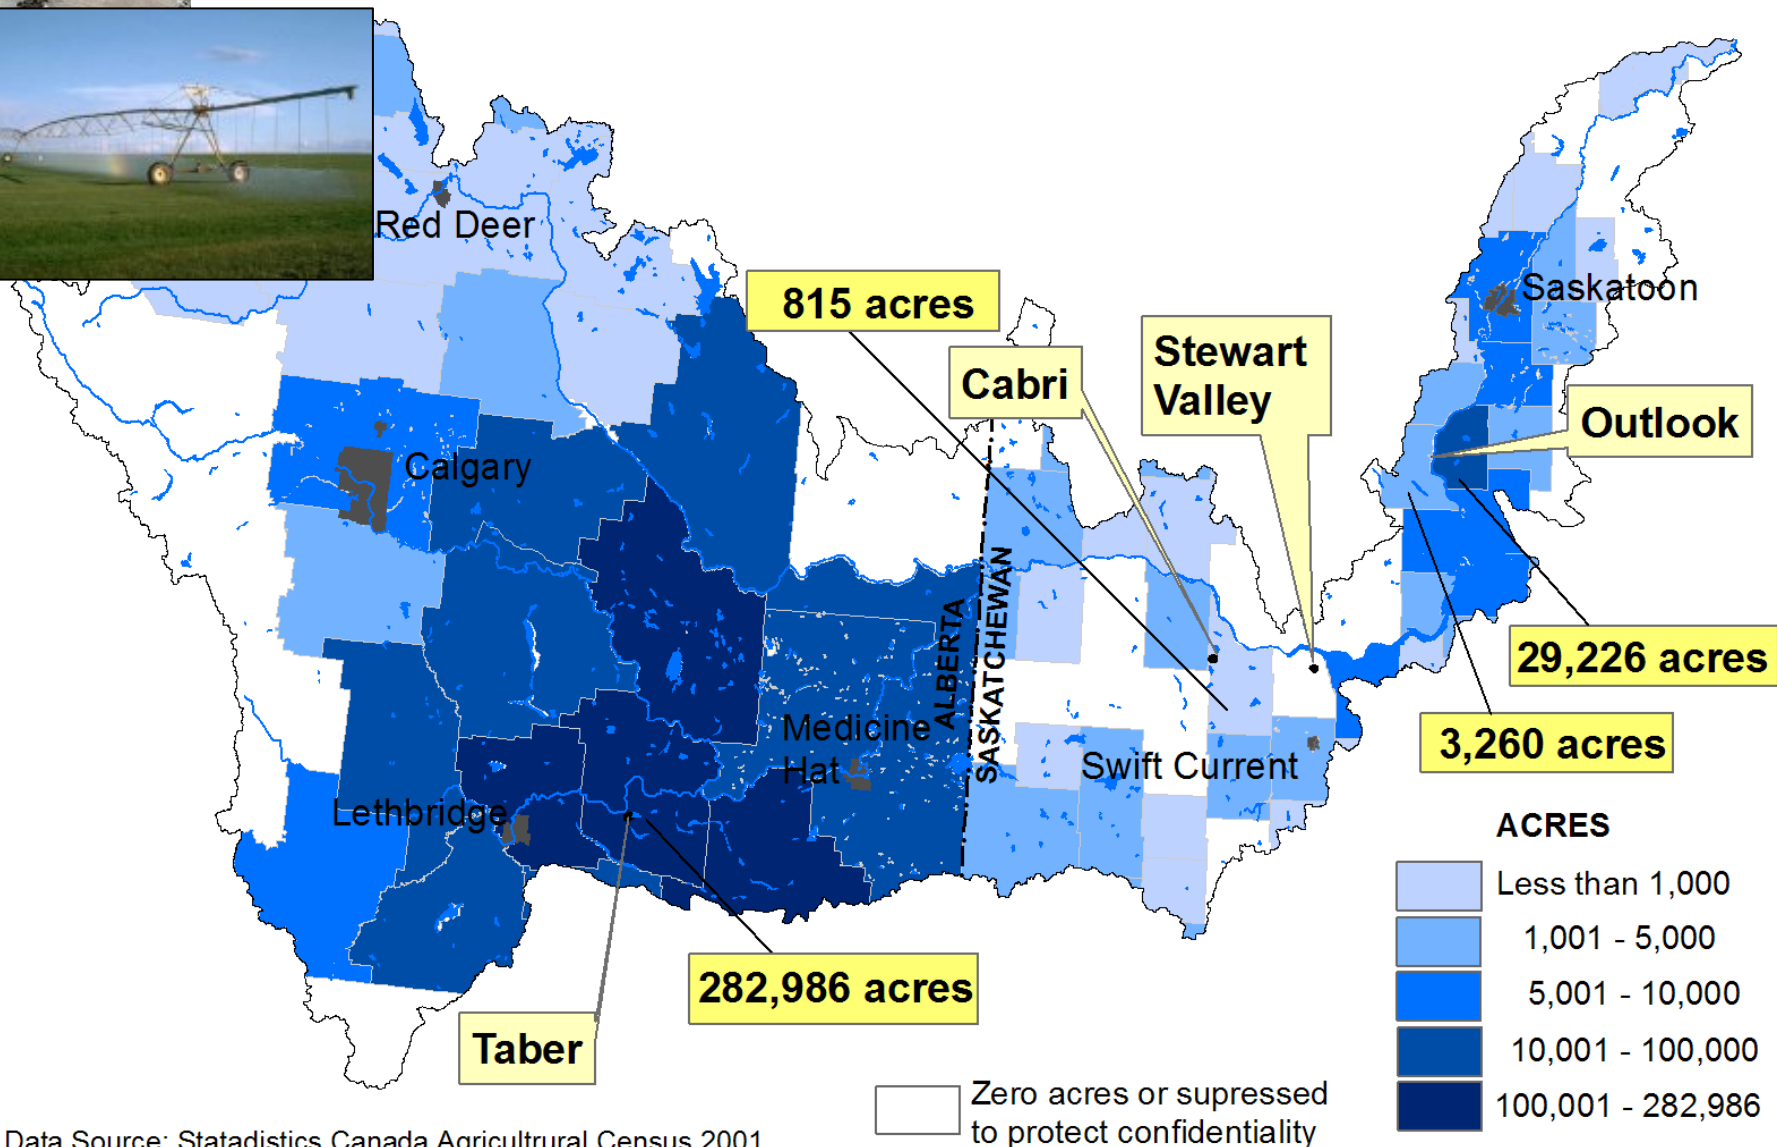 Red Deer
815 acres
Saskatoon
Cabri
Stewart
Valley
Outlook
Calgary
ALBERTA
SASKATCHEWAN
29,226 acres
Medicine
Hat
3,260 acres
Swift Current
Lethbridge
282,986 acres
Taber
ACRES
Less than 1,000
1,001 - 5,000
5,001 - 10,000
10,001 - 100,000
100,001 - 282,986
Zero acres or supressed
to protect confidentiality
Data Source: Statadistics Canada Agricultrural Census 2001